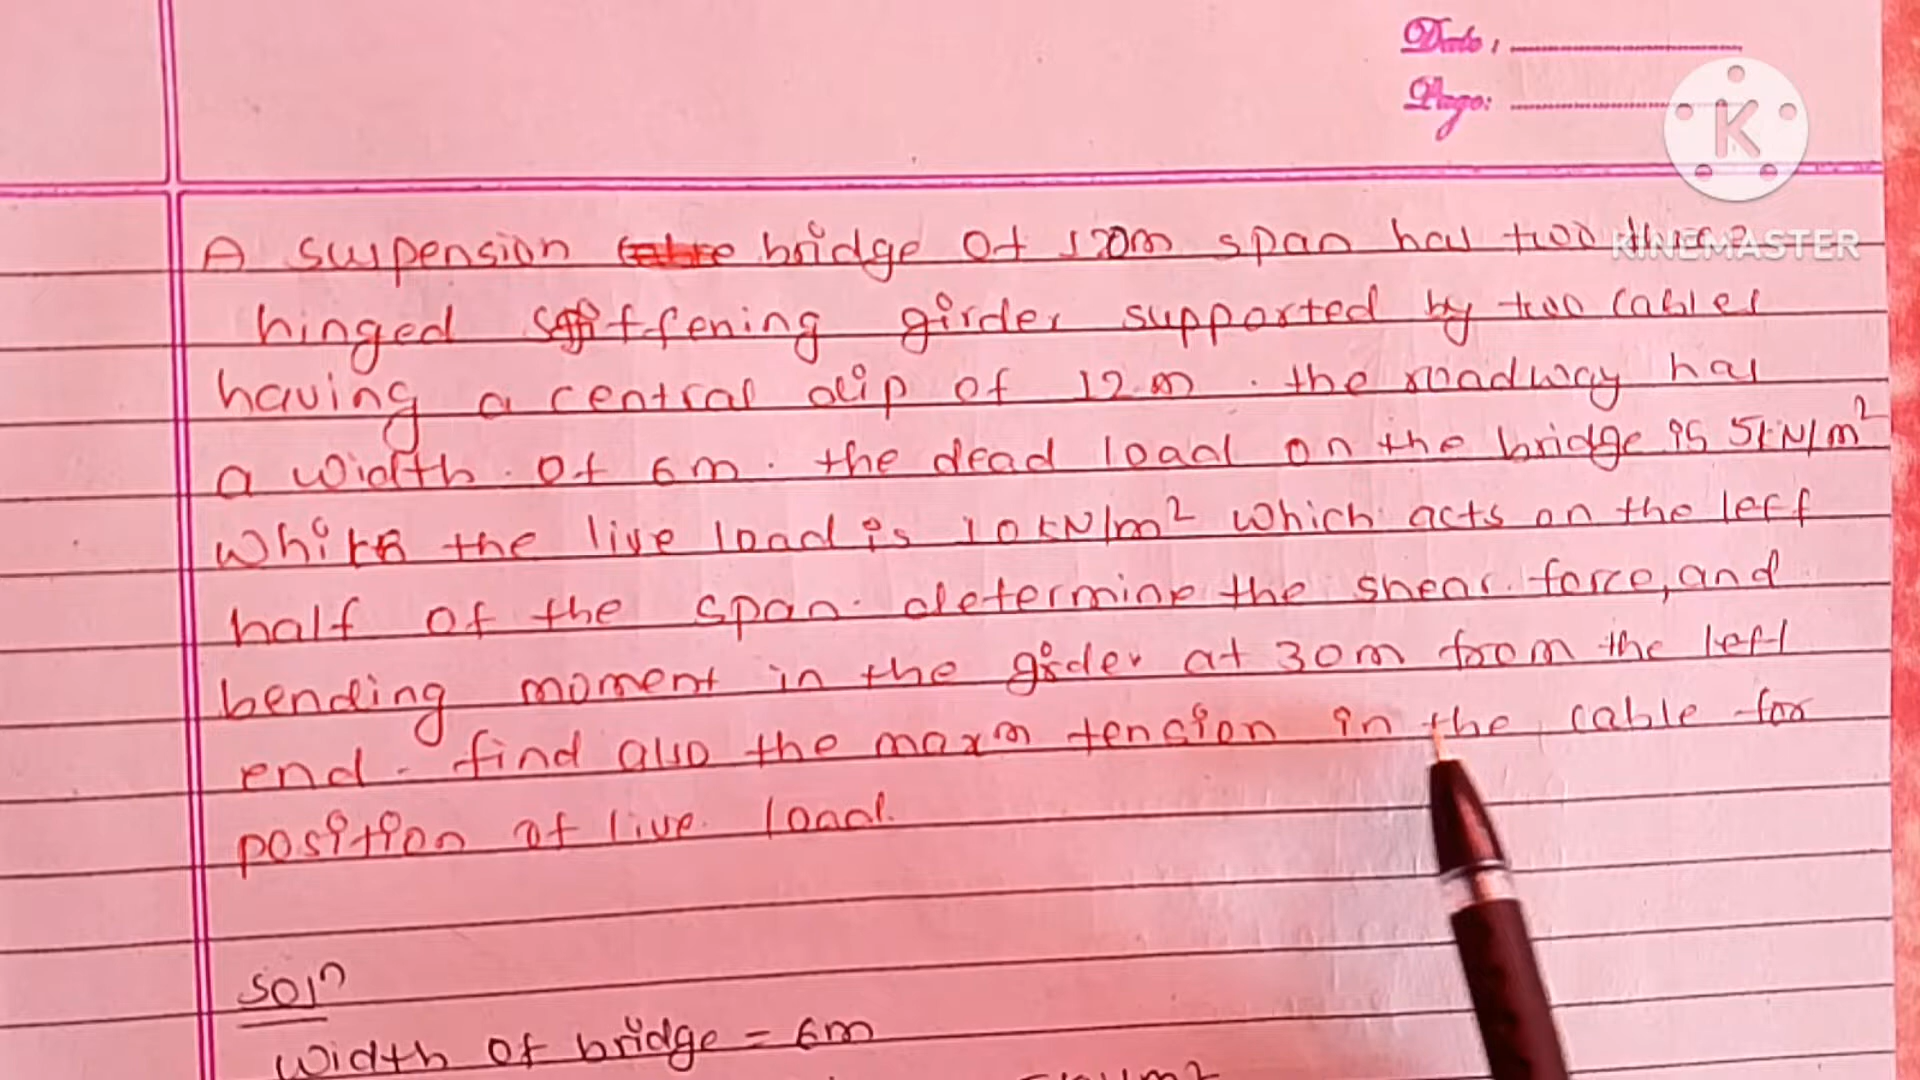 Date:
Page:
K
KINEMASTER
A suspension bridge of 120m span has two three
hinged stiffening girder supported by two cables
having a central dip of 12m. the roadway has
a width of 6m. the dead load on the bridge is 5kN/m²
while the live load is 10kN/m² which acts on the left
half of the span. determine the shear force, and
bending moment in the girder at 30m from the left
end. find also the maxm tension in the cable for
position of live load.
Soln
width of bridge = 6m